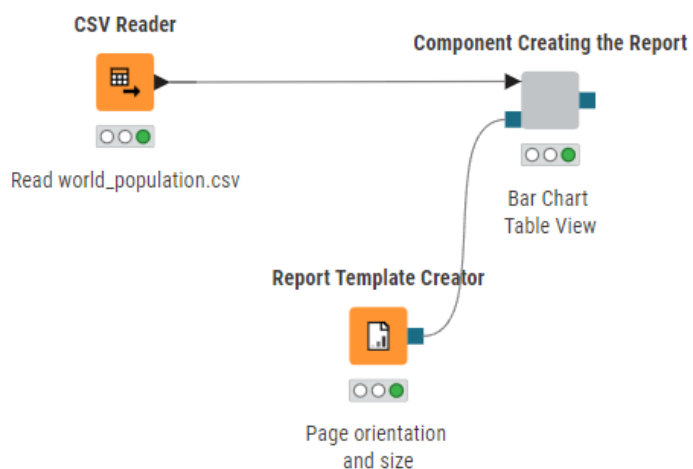 CSV Reader
Component Creating the Report
Read world_population.csv
Bar Chart
Table View
Report Template Creator
Page orientation
and size